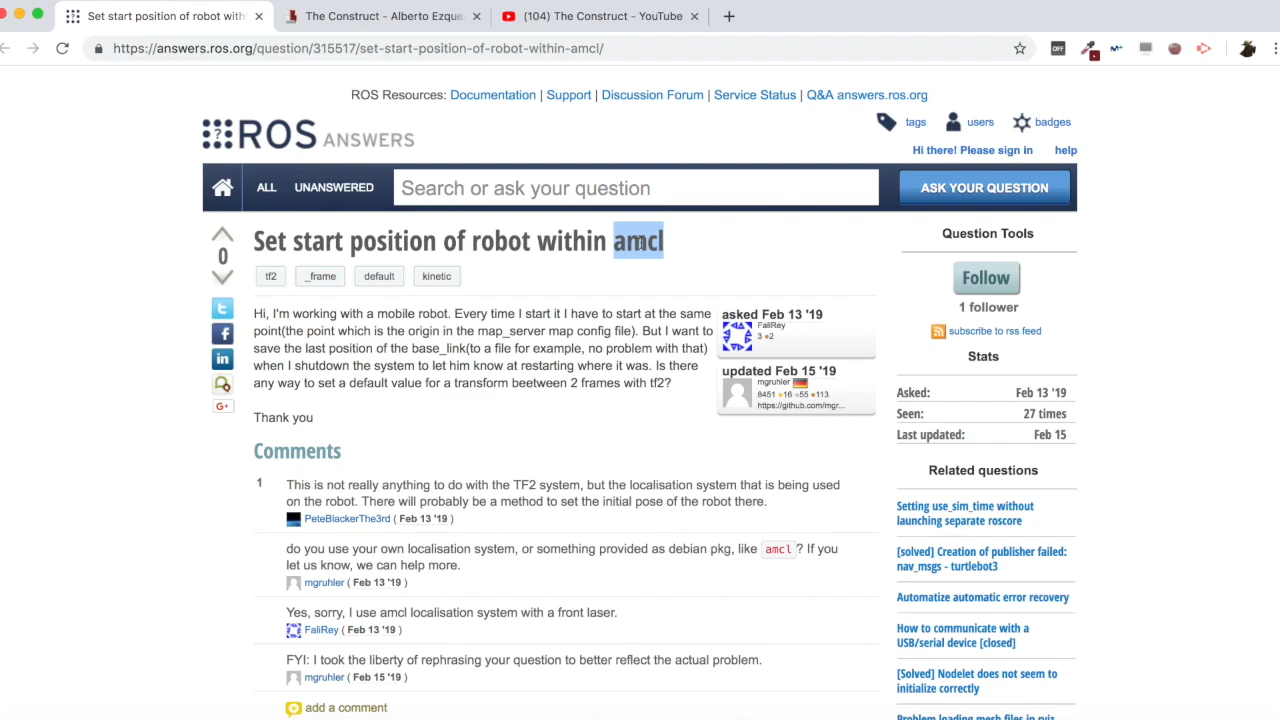 Set start position of robot with
The Construct - Alberto Ezque
(104) The Construct - YouTube
https://answers.ros.org/question/315517/set-start-position-of-robot-within-amcl/
OFF
ROS Resources: Documentation | Support | Discussion Forum | Service Status | Q&A answers.ros.org
ROS ANSWERS
tags users badges
Hi there! Please sign in help
ALL UNANSWERED Search or ask your question ASK YOUR QUESTION
Set start position of robot within amcl
0
tf2 _frame default kinetic
Hi, I'm working with a mobile robot. Every time I start it I have to start at the same
point(the point which is the origin in the map_server map config file). But I want to
save the last position of the base_link(to a file for example, no problem with that)
when I shutdown the system to let him know at restarting where it was. Is there
any way to set a default value for a transform beetween 2 frames with tf2?
Thank you
asked Feb 13 '19
FaliRey
3 ●2
updated Feb 15 '19
mgruhler
8451 ●16 ●55 ●113
https://github.com/mgr...
G+
Comments
1
This is not really anything to do with the TF2 system, but the localisation system that is being used
on the robot. There will probably be a method to set the initial pose of the robot there.
PeteBlackerThe3rd ( Feb 13 '19 )
do you use your own localisation system, or something provided as debian pkg, like amcl ? If you
let us know, we can help more.
mgruhler ( Feb 13 '19 )
Yes, sorry, I use amcl localisation system with a front laser.
FaliRey ( Feb 13 '19 )
FYI: I took the liberty of rephrasing your question to better reflect the actual problem.
mgruhler ( Feb 15 '19 )
add a comment
Question Tools
Follow
1 follower
subscribe to rss feed
Stats
Asked: Feb 13 '19
Seen: 27 times
Last updated: Feb 15
Related questions
Setting use_sim_time without
launching separate roscore
[solved] Creation of publisher failed:
nav_msgs - turtlebot3
Automatize automatic error recovery
How to communicate with a
USB/serial device [closed]
[Solved] Nodelet does not seem to
initialize correctly
Problem loading mesh files in rviz